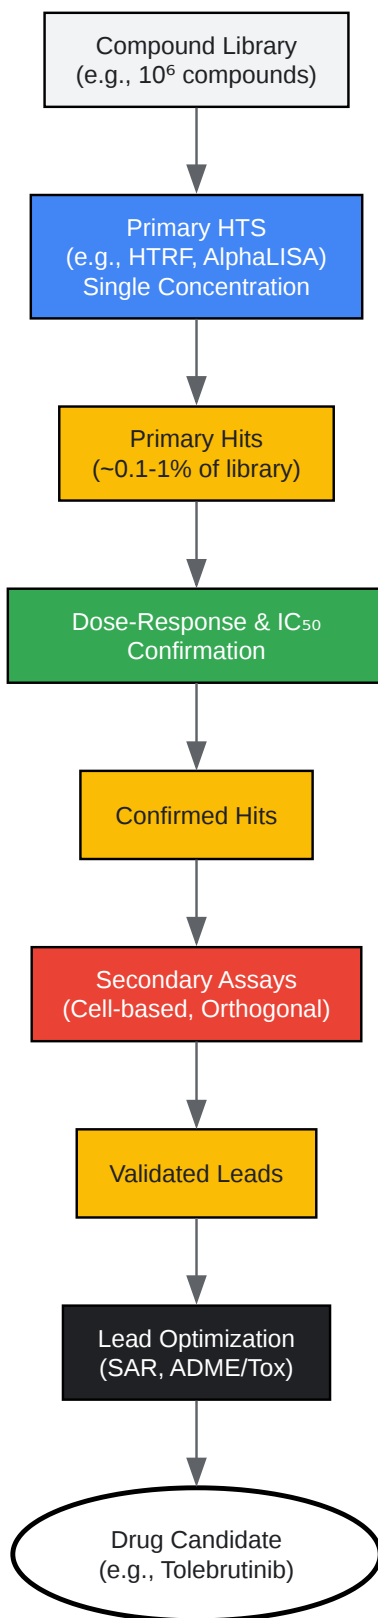 Compound Library
(e.g., 10⁶ compounds)
Primary HTS
(e.g., HTRF, AlphaLISA)
Single Concentration
Primary Hits
(~0.1-1% of library)
Dose-Response & IC₅₀
Confirmation
Confirmed Hits
Secondary Assays
(Cell-based, Orthogonal)
Validated Leads
Lead Optimization
(SAR, ADME/Tox)
Drug Candidate
(e.g., Tolebrutinib)